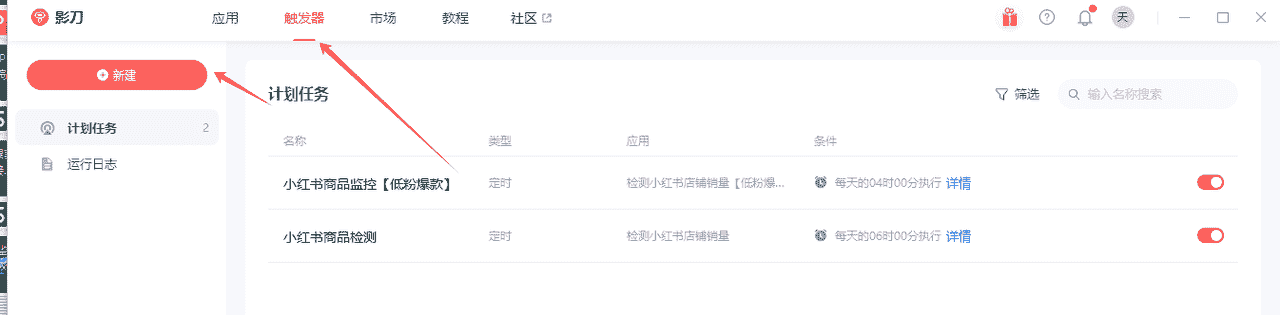 影刀 应用 触发器 市场 教程 社区 天
新建
计划任务 2
运行日志
计划任务 筛选 输入名称搜索
名称 类型 应用 条件
小红书商品监控【低粉爆款】 定时 检测小红书店铺销量【低粉爆... 每天的04时00分执行 详情
小红书商品检测 定时 检测小红书店铺销量 每天的06时00分执行 详情